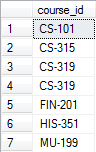 course_id
1 CS-101
2 CS-315
3 CS-319
4 CS-319
5 FIN-201
6 HIS-351
7 MU-199